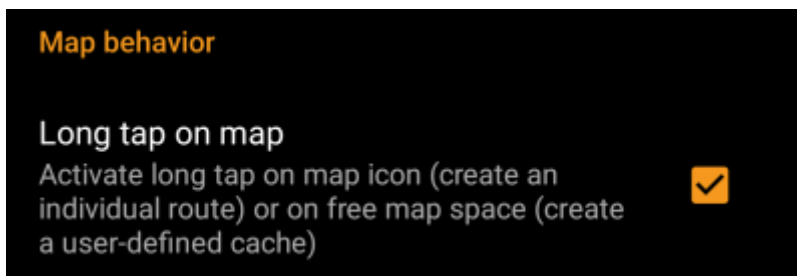 Map behavior
Long tap on map
Activate long tap on map icon (create an
individual route) or on free map space (create
a user-defined cache)